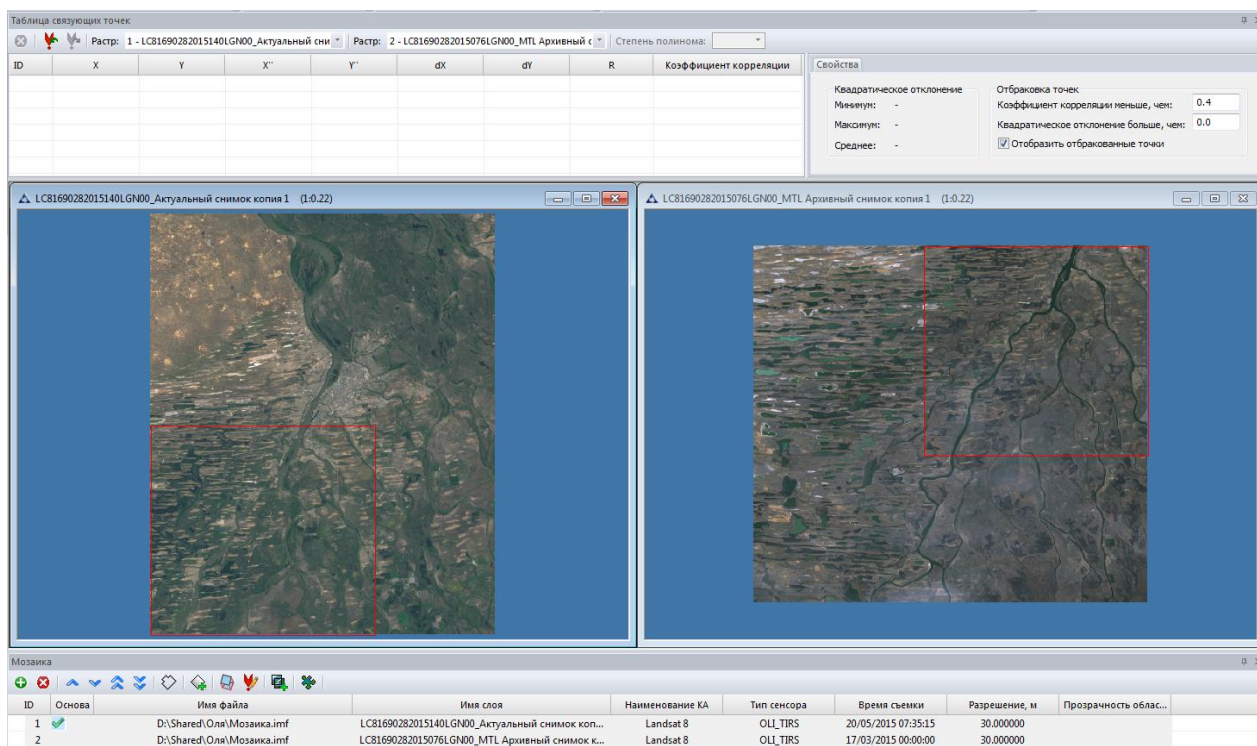 Таблица связующих точек
Растр: 1 - LC81690282015140LGN00_Актуальный сни Растр: 2 - LC81690282015076LGN00_MTL Архивный с Степень полинома:
ID X Y X'' Y'' dX dY R Коэффициент корреляции Свойства
Квадратическое отклонение Отбраковка точек
Минимум: - Коэффициент корреляции меньше, чем: 0.4
Максимум: - Квадратическое отклонение больше, чем: 0.0
Среднее: - Отобразить отбракованные точки
LC81690282015140LGN00_Актуальный снимок копия 1 (1:0.22) LC81690282015076LGN00_MTL Архивный снимок копия 1 (1:0.22)
Мозаика
ID Основа Имя файла Имя слоя Наименование КА Тип сенсора Время съемки Разрешение, м Прозрачность облас...
1 D:\Shared\Оля\Мозаика.imf LC81690282015140LGN00_Актуальный снимок коп... Landsat 8 OLI_TIRS 20/05/2015 07:35:15 30.000000
2 D:\Shared\Оля\Мозаика.imf LC81690282015076LGN00_MTL Архивный снимок к... Landsat 8 OLI_TIRS 17/03/2015 00:00:00 30.000000